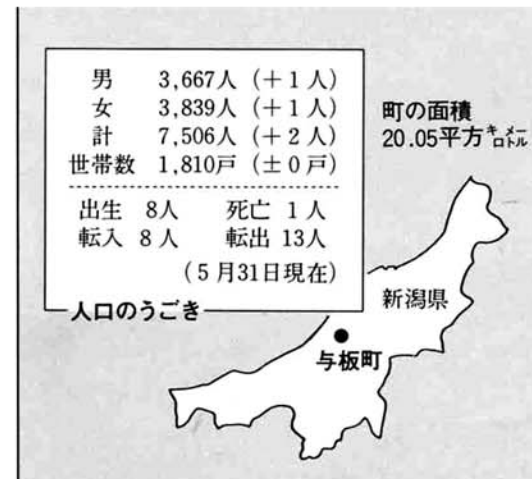 男 3,667人 (＋1人)
女 3,839人 (＋1人)
計 7,506人 (＋2人)
世帯数 1,810戸 (±0戸)
出生 8人 死亡 1人
転入 8人 転出 13人
(5月31日現在)
人口のうごき
町の面積
20.05平方キロメートル
新潟県
与板町